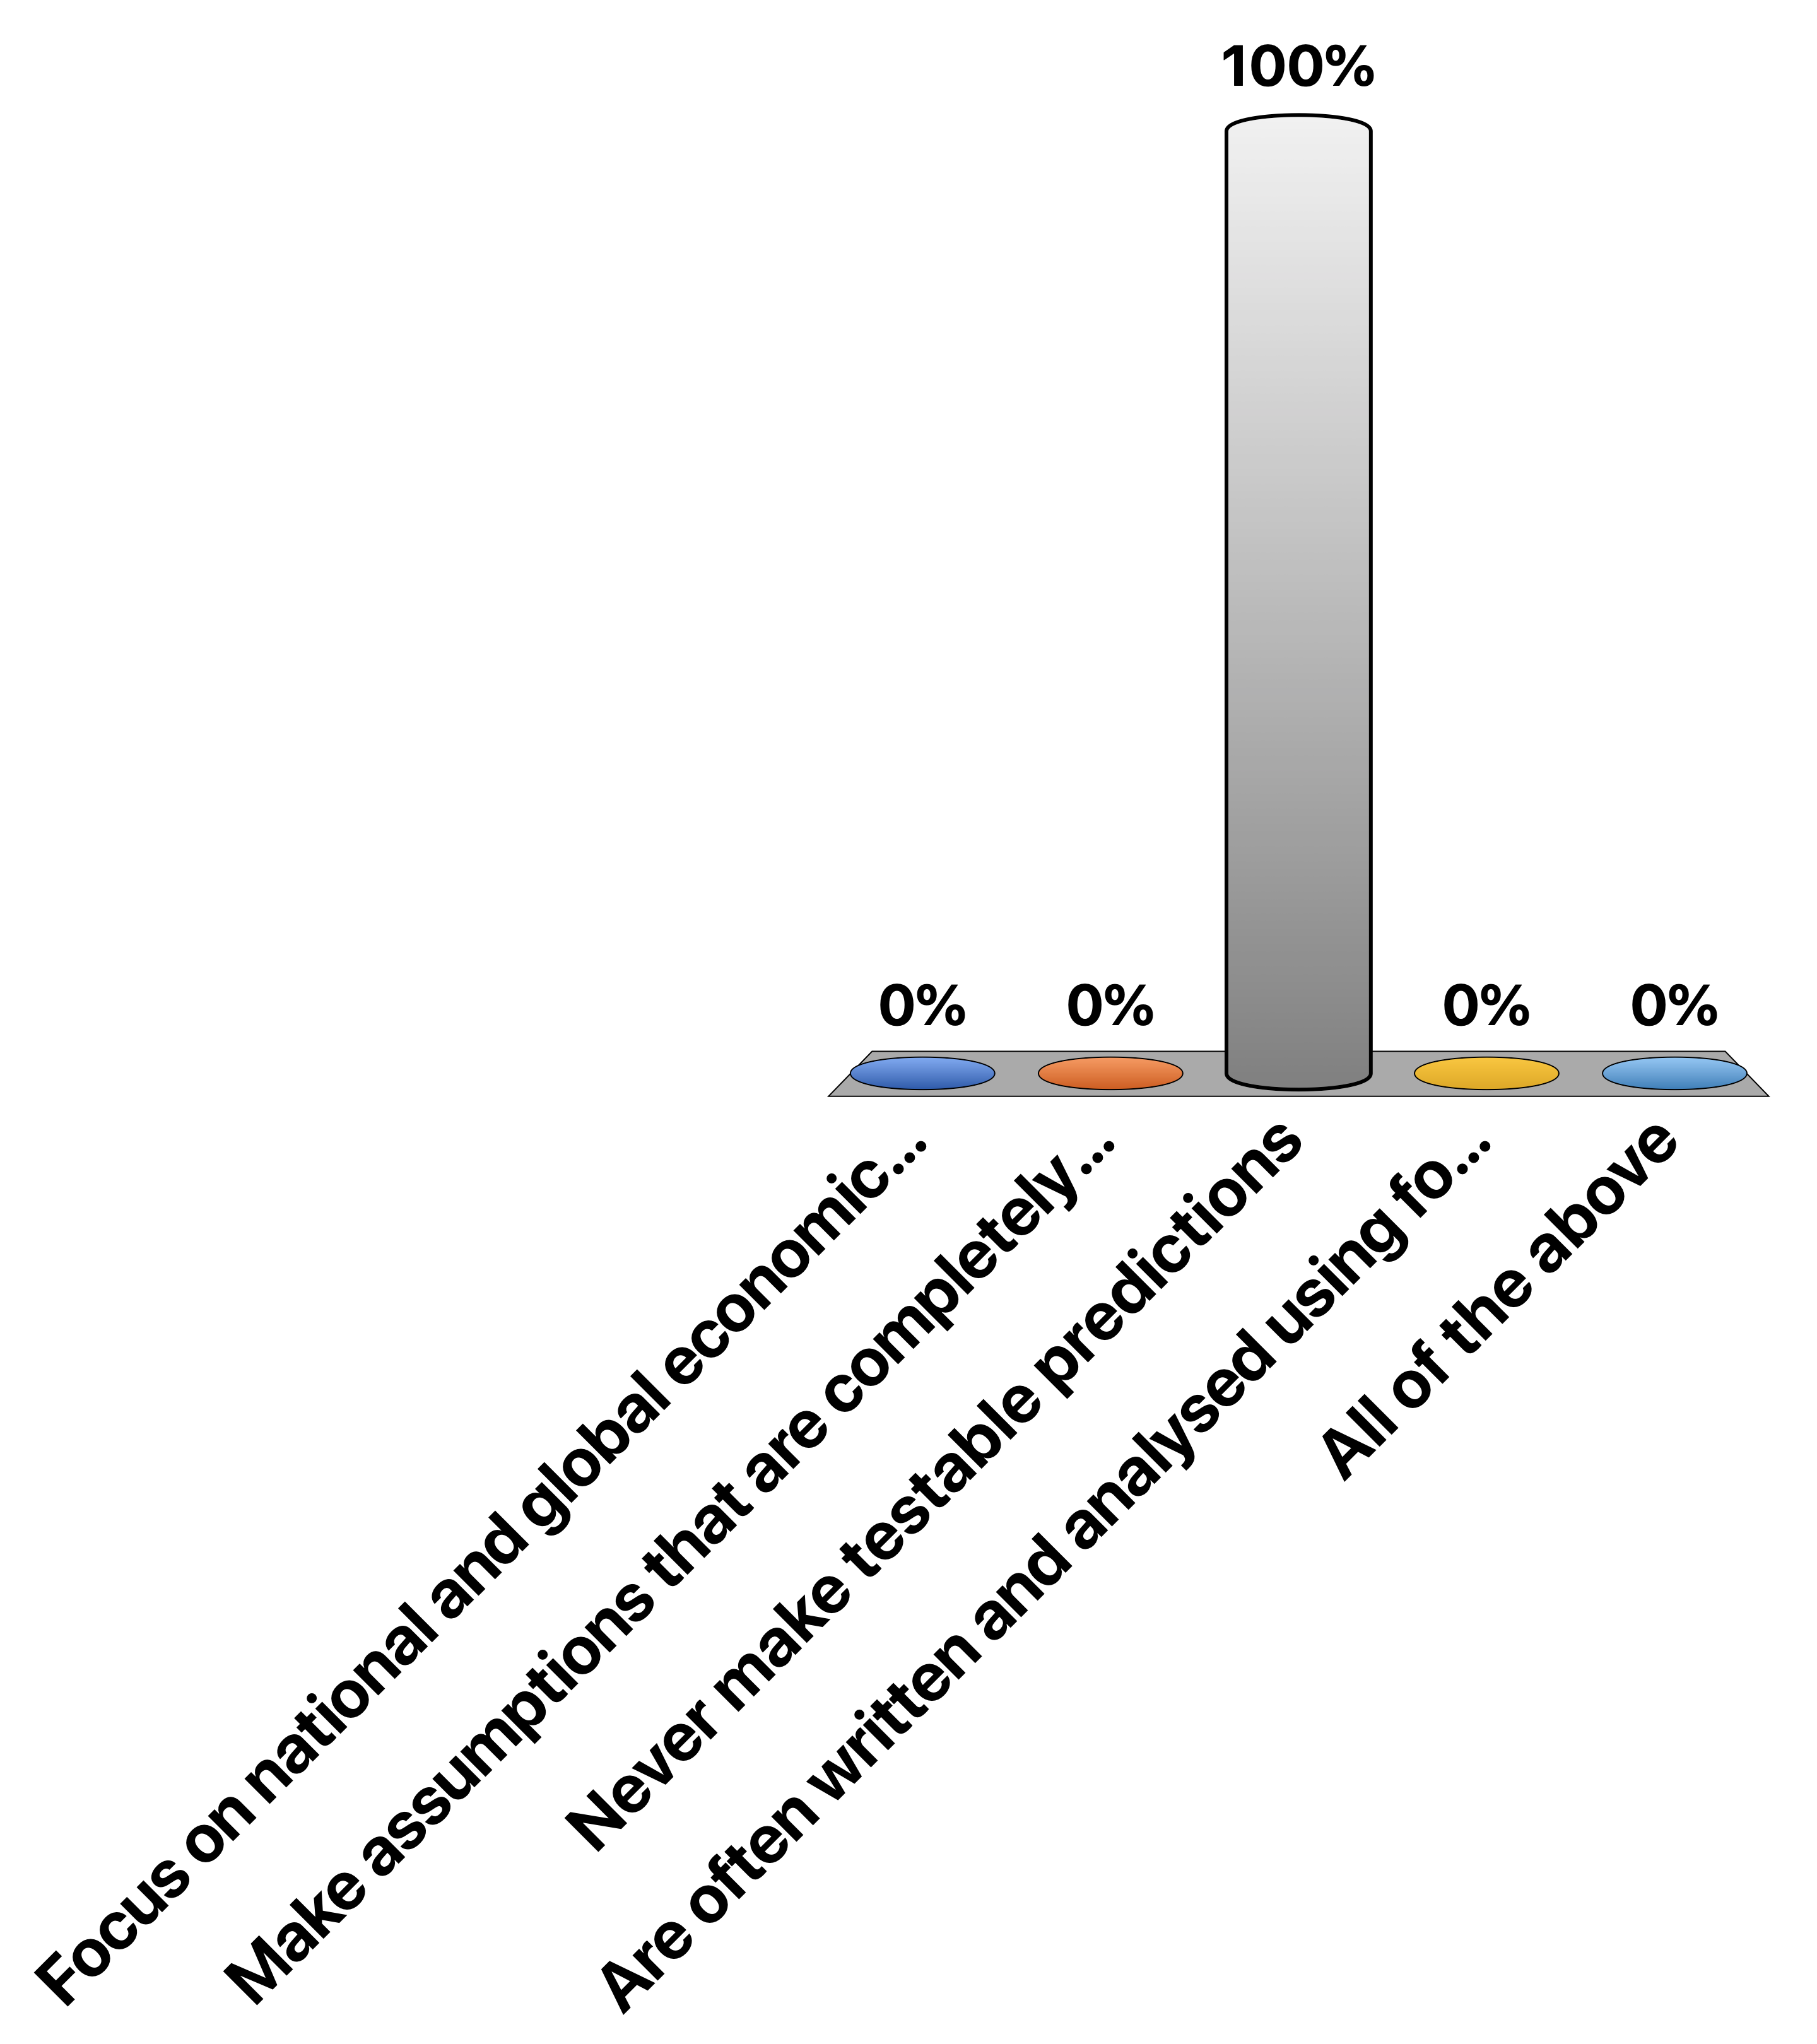 100%
0%
0%
0%
0%
Focus on national and global economic...
Make assumptions that are completely...
Never make testable predictions
Are often written and analysed using fo...
All of the above